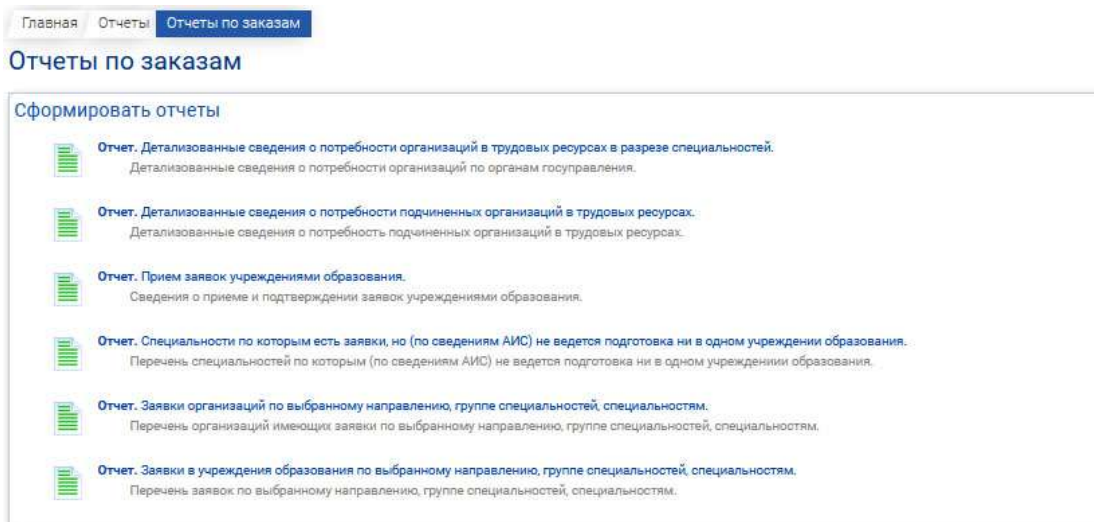 Главная Отчеты Отчеты по заказам
Отчеты по заказам
Сформировать отчеты
Отчет. Детализованные сведения о потребности организаций в трудовых ресурсах в разрезе специальностей.
Детализованные сведения о потребности организаций по органам госуправления.
Отчет. Детализованные сведения о потребности подчиненных организаций в трудовых ресурсах.
Детализованные сведения о потребность подчиненных организаций в трудовых ресурсах.
Отчет. Прием заявок учреждениями образования.
Сведения о приеме и подтверждении заявок учреждениями образования.
Отчет. Специальности по которым есть заявки, но (по сведениям АИС) не ведется подготовка ни в одном учреждении образования.
Перечень специальностей по которым (по сведениям АИС) не ведется подготовка ни в одном учреждениии образования.
Отчет. Заявки организаций по выбранному направлению, группе специальностей, специальностям.
Перечень организаций имеющих заявки по выбранному направлению, группе специальностей, специальностям.
Отчет. Заявки в учреждения образования по выбранному направлению, группе специальностей, специальностям.
Перечень заявок по выбранному направлению, группе специальностей, специальностям.